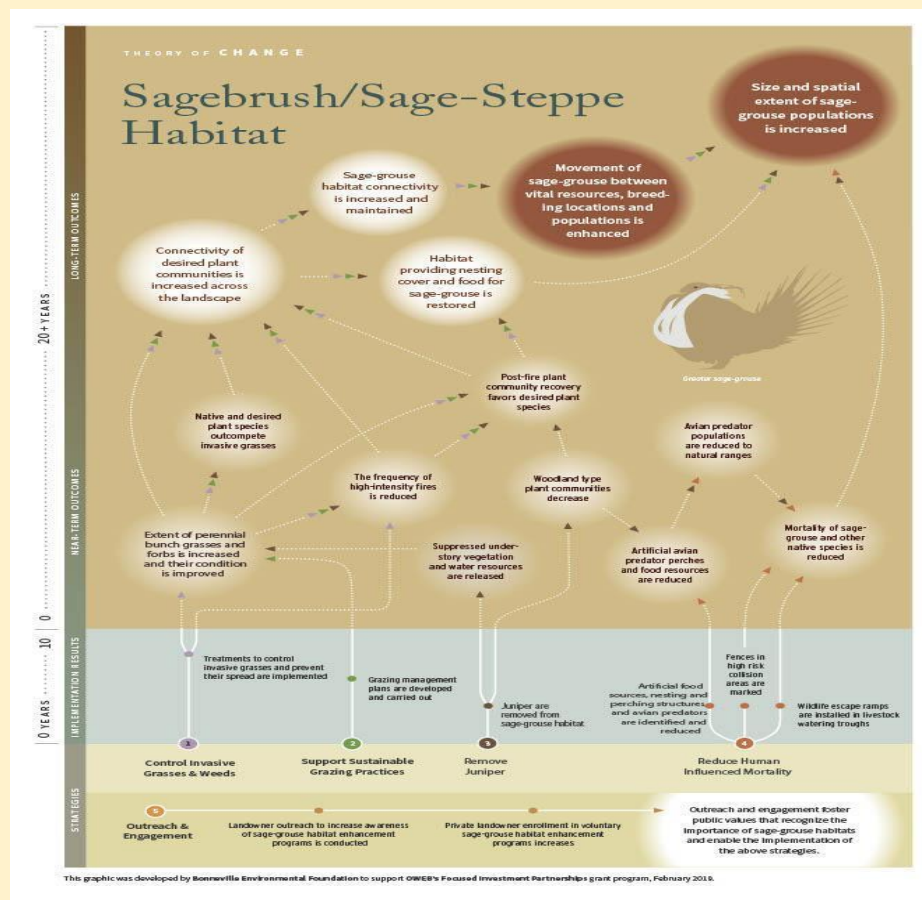 THEORY OF CHANGE
Sagebrush/Sage-Steppe
Habitat
Size and spatial
extent of sage-
grouse populations
is increased
Sage-grouse
habitat connectivity
is increased and
maintained
Movement of
sage-grouse between
vital resources, breed-
ing locations and
populations is
enhanced
Connectivity of
desired plant
communities is
increased across
the landscape
Habitat
providing nesting
cover and food for
sage-grouse is
restored
Greater sage-grouse
Post-fire plant
community recovery
favors desired plant
species
Native and desired
plant species
outcompete
invasive grasses
Avian predator
populations
are reduced to
natural ranges
The frequency of
high-intensity fires
is reduced
Woodland type
plant communities
decrease
Extent of perennial
bunch grasses and
forbs is increased
and their condition
is improved
Suppressed under-
story vegetation
and water resources
are released
Artificial avian
predator perches
and food resources
are reduced
Mortality of sage-
grouse and other
native species is
reduced
LONG-TERM OUTCOMES
NEAR-TERM OUTCOMES
IMPLEMENTATION RESULTS
STRATEGIES
20+ YEARS
0
10
0 YEARS
Treatments to control
invasive grasses and prevent
their spread are implemented
Grazing management
plans are developed
and carried out
Juniper are
removed from
sage-grouse habitat
Artificial food
sources, nesting and
perching structures,
and avian predators
are identified and
reduced
Fences in
high risk
collision
areas are
marked
Wildlife escape ramps
are installed in livestock
watering troughs
1
Control Invasive
Grasses & Weeds
2
Support Sustainable
Grazing Practices
3
Remove
Juniper
4
Reduce Human
Influenced Mortality
5
Outreach &
Engagement
Landowner outreach to increase awareness
of sage-grouse habitat enhancement
programs is conducted
Private landowner enrollment in voluntary
sage-grouse habitat enhancement
programs increases
Outreach and engagement foster
public values that recognize the
importance of sage-grouse habitats
and enable the implementation of
the above strategies.
This graphic was developed by Bonneville Environmental Foundation to support OWEB's Focused Investment Partnerships grant program, February 2018.